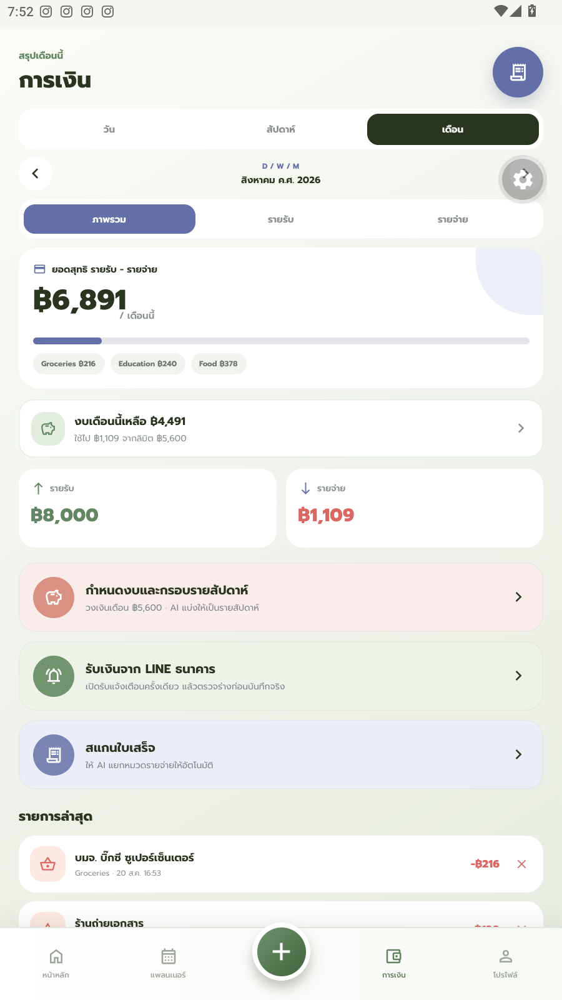 7:52
สรุปเดือนนี้
การเงิน
วัน
สัปดาห์
เดือน
D / W / M
สิงหาคม ค.ศ. 2026
ภาพรวม
รายรับ
รายจ่าย
ยอดสุทธิ รายรับ - รายจ่าย
฿6,891
/ เดือนนี้
Groceries ฿216
Education ฿240
Food ฿378
งบเดือนนี้เหลือ ฿4,491
ใช้ไป ฿1,109 จากลิมิต ฿5,600
รายรับ
฿8,000
รายจ่าย
฿1,109
กำหนดงบและกรอบรายสัปดาห์
วงเงินเดือน ฿5,600 · AI แบ่งให้เป็นรายสัปดาห์
รับเงินจาก LINE ธนาคาร
เปิดรับแจ้งเตือนครั้งเดียว แล้วตรวจร่างก่อนบันทึกจริง
สแกนใบเสร็จ
ให้ AI แยกหมวดรายจ่ายให้อัตโนมัติ
รายการล่าสุด
บมจ. บิ๊กซี ซูเปอร์เซ็นเตอร์
Groceries · 20 ส.ค. 16:53
-฿216
ร้านถ่ายเอกสาร
หน้าหลัก
แพลนเนอร์
การเงิน
โปรไฟล์